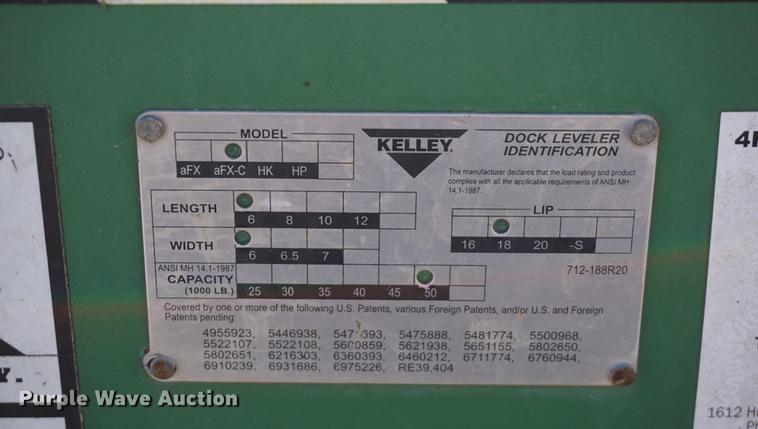 MODEL
aFX aFX-C HK HP
KELLEY
DOCK LEVELER
IDENTIFICATION
The manufacturer declares that the load rating and product
complies with all the applicable requirements of ANSI MH
14.1-1987.
LENGTH
6 8 10 12
WIDTH
6 6.5 7
LIP
16 18 20 -S
ANSI MH 14.1-1987
CAPACITY
(1000 LB.)
25 30 35 40 45 50
712-188R20
Covered by one or more of the following U.S. Patents, various Foreign Patents, and/or U.S. and Foreign
Patents pending:
4955923, 5446938, 5475888, 5481774, 5500968,
5522107, 5522108, 5600859, 5621938, 5651155, 5802650,
5802651, 6216303, 6360393, 6460212, 6711774, 6760944,
6910239, 6931686, 6975226, RE39,404
Purple Wave Auction
1612